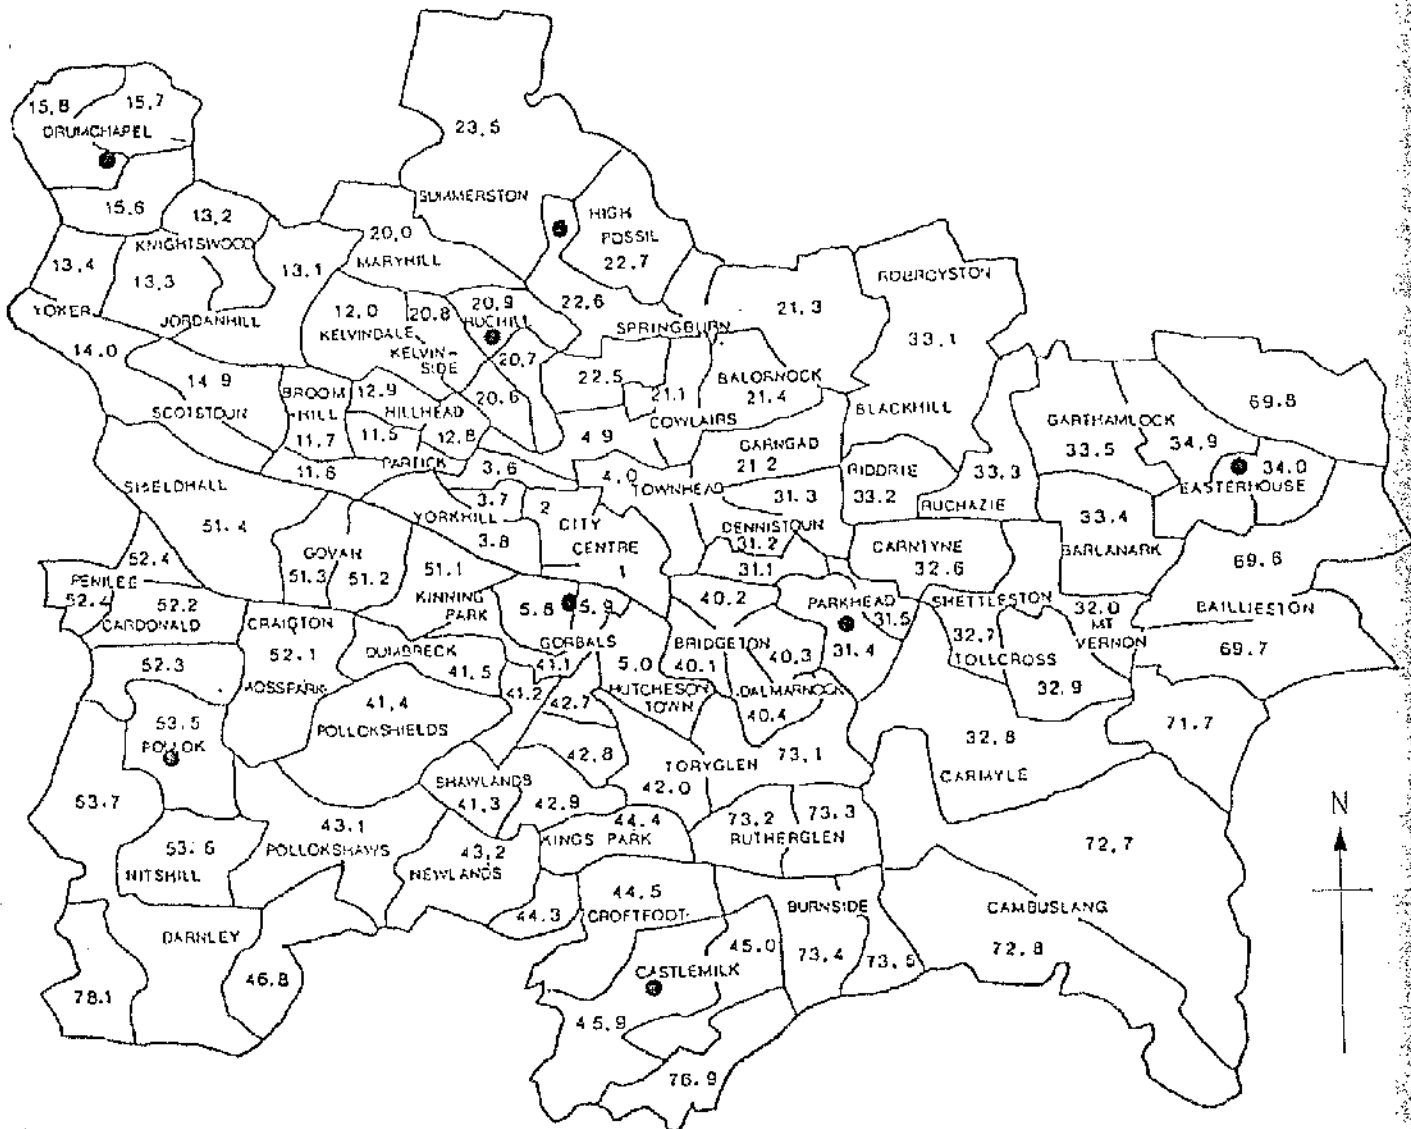 23.5
15.8
15.7
DRUMCHAPEL
SUMMERSTON
15.6
13.2
HIGH
POSSIL
22.7
KNIGHTSWOOD
20.0
MARYHILL
13.4
13.3
13.1
ROBROYSTON
YOKER
JORDANHILL
12.0
20.8
20.9
RUCHILL
22.6
21.3
KELVINDALE
SPRINGBURN
33.1
14.0
KELVIN-
SIDE
20.7
14.9
BROOM
HILL
12.9
20.6
22.5
21.1
BALORNOCK
21.4
SCOTSTOUN
HILLHEAD
COWLAIRS
BLACKHILL
69.8
GARTHAMLOCK
11.7
11.5
12.8
4.9
GARNGAD
21.2
33.5
34.9
11.6
PARTICK
3.6
4.0
TOWNHEAD
RIDDRIE
33.2
33.3
34.0
EASTERHOUSE
SHIELDHALL
51.4
3.7
YORKHILL
2
CITY
CENTRE
1
31.3
RUCHAZIE
33.4
DENNISTOUN
31.2
31.1
CARNTYNE
32.6
BARLANARK
3.8
52.4
GOVAN
51.3
51.2
51.1
69.6
PENILEE
52.4
KINNING
PARK
5.8
5.9
40.2
PARKHEAD
31.5
SHETTLESTON
32.0
MT
VERNON
BAILLIESTON
52.2
CARDONALD
CRAIGTON
GORBALS
BRIDGETON
31.4
32.7
TOLLCROSS
69.7
52.3
52.1
DUMBRECK
41.5
41.1
5.0
40.1
40.3
MOSSPARK
41.2
42.7
HUTCHESON
TOWN
DALMARNOCK
40.4
32.9
41.4
POLLOKSHIELDS
53.5
POLLOK
71.7
42.8
TORYGLEN
73.1
32.8
CARMYLE
SHAWLANDS
41.3
42.0
53.7
42.9
43.1
44.4
73.2
73.3
53.6
POLLOKSHAWS
43.2
NEWLANDS
KINGS PARK
RUTHERGLEN
72.7
NITSHILL
44.5
44.3
CROFTFOOT
BURNSIDE
CAMBUSLANG
DARNLEY
45.0
73.4
73.5
72.8
CASTLEMILK
46.8
78.1
45.9
76.9
N